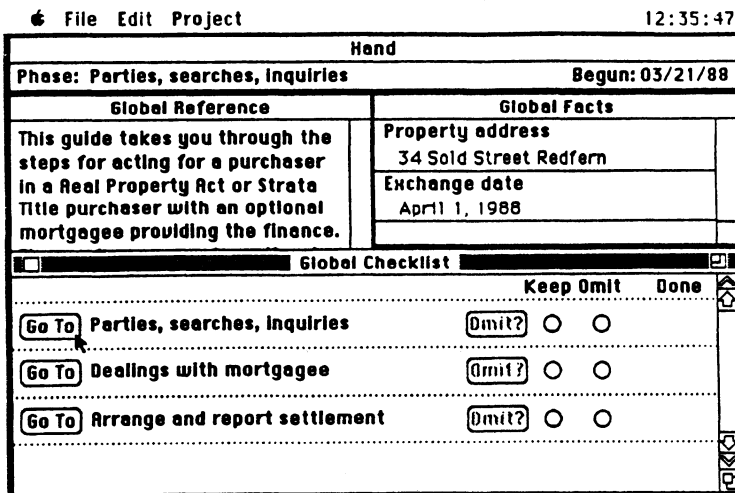 File Edit Project 12:35:47
Hand
Phase: Parties, searches, inquiries Begun: 03/21/88
Global Reference
This guide takes you through the
steps for acting for a purchaser
in a Real Property Act or Strata
Title purchaser with an optional
mortgagee providing the finance.
Global Facts
Property address
34 Sold Street Redfern
Exchange date
April 1, 1988
Global Checklist
Keep Omit Done
Go To Parties, searches, inquiries Omit?
Go To Dealings with mortgagee Omit?
Go To Arrange and report settlement Omit?